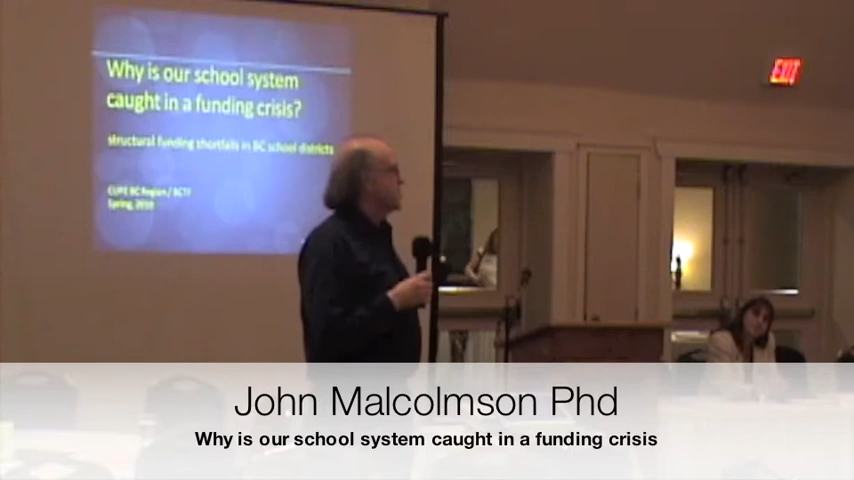 Why is our school system
caught in a funding crisis?
structural funding shortfalls in BC school districts
CUPE BC Region / BCTF
Spring, 2010
EXIT
John Malcolmson Phd
Why is our school system caught in a funding crisis